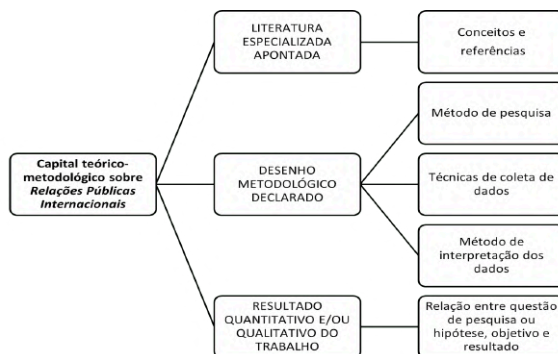 LITERATURA
ESPECIALIZADA
APONTADA
Conceitos e
referências
Capital teórico-
metodológico sobre
Relações Públicas
Internacionais
DESENHO
METODOLÓGICO
DECLARADO
Método de pesquisa
Técnicas de coleta de
dados
Método de
interpretação dos
dados
RESULTADO
QUANTITATIVO E/OU
QUALITATIVO DO
TRABALHO
Relação entre questão
de pesquisa ou
hipótese, objetivo e
resultado